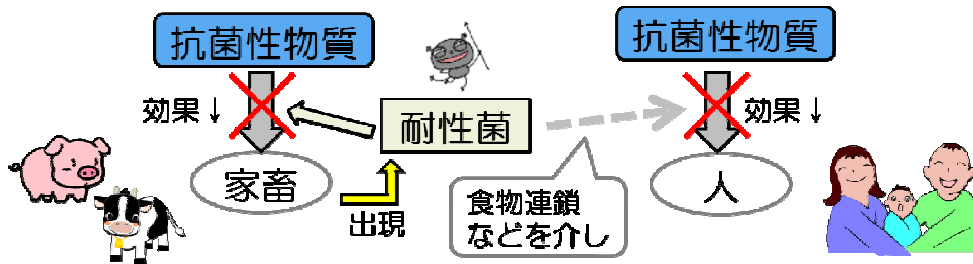 抗菌性物質
抗菌性物質
効果↓
耐性菌
効果↓
家畜
出現
食物連鎖
などを介し
人